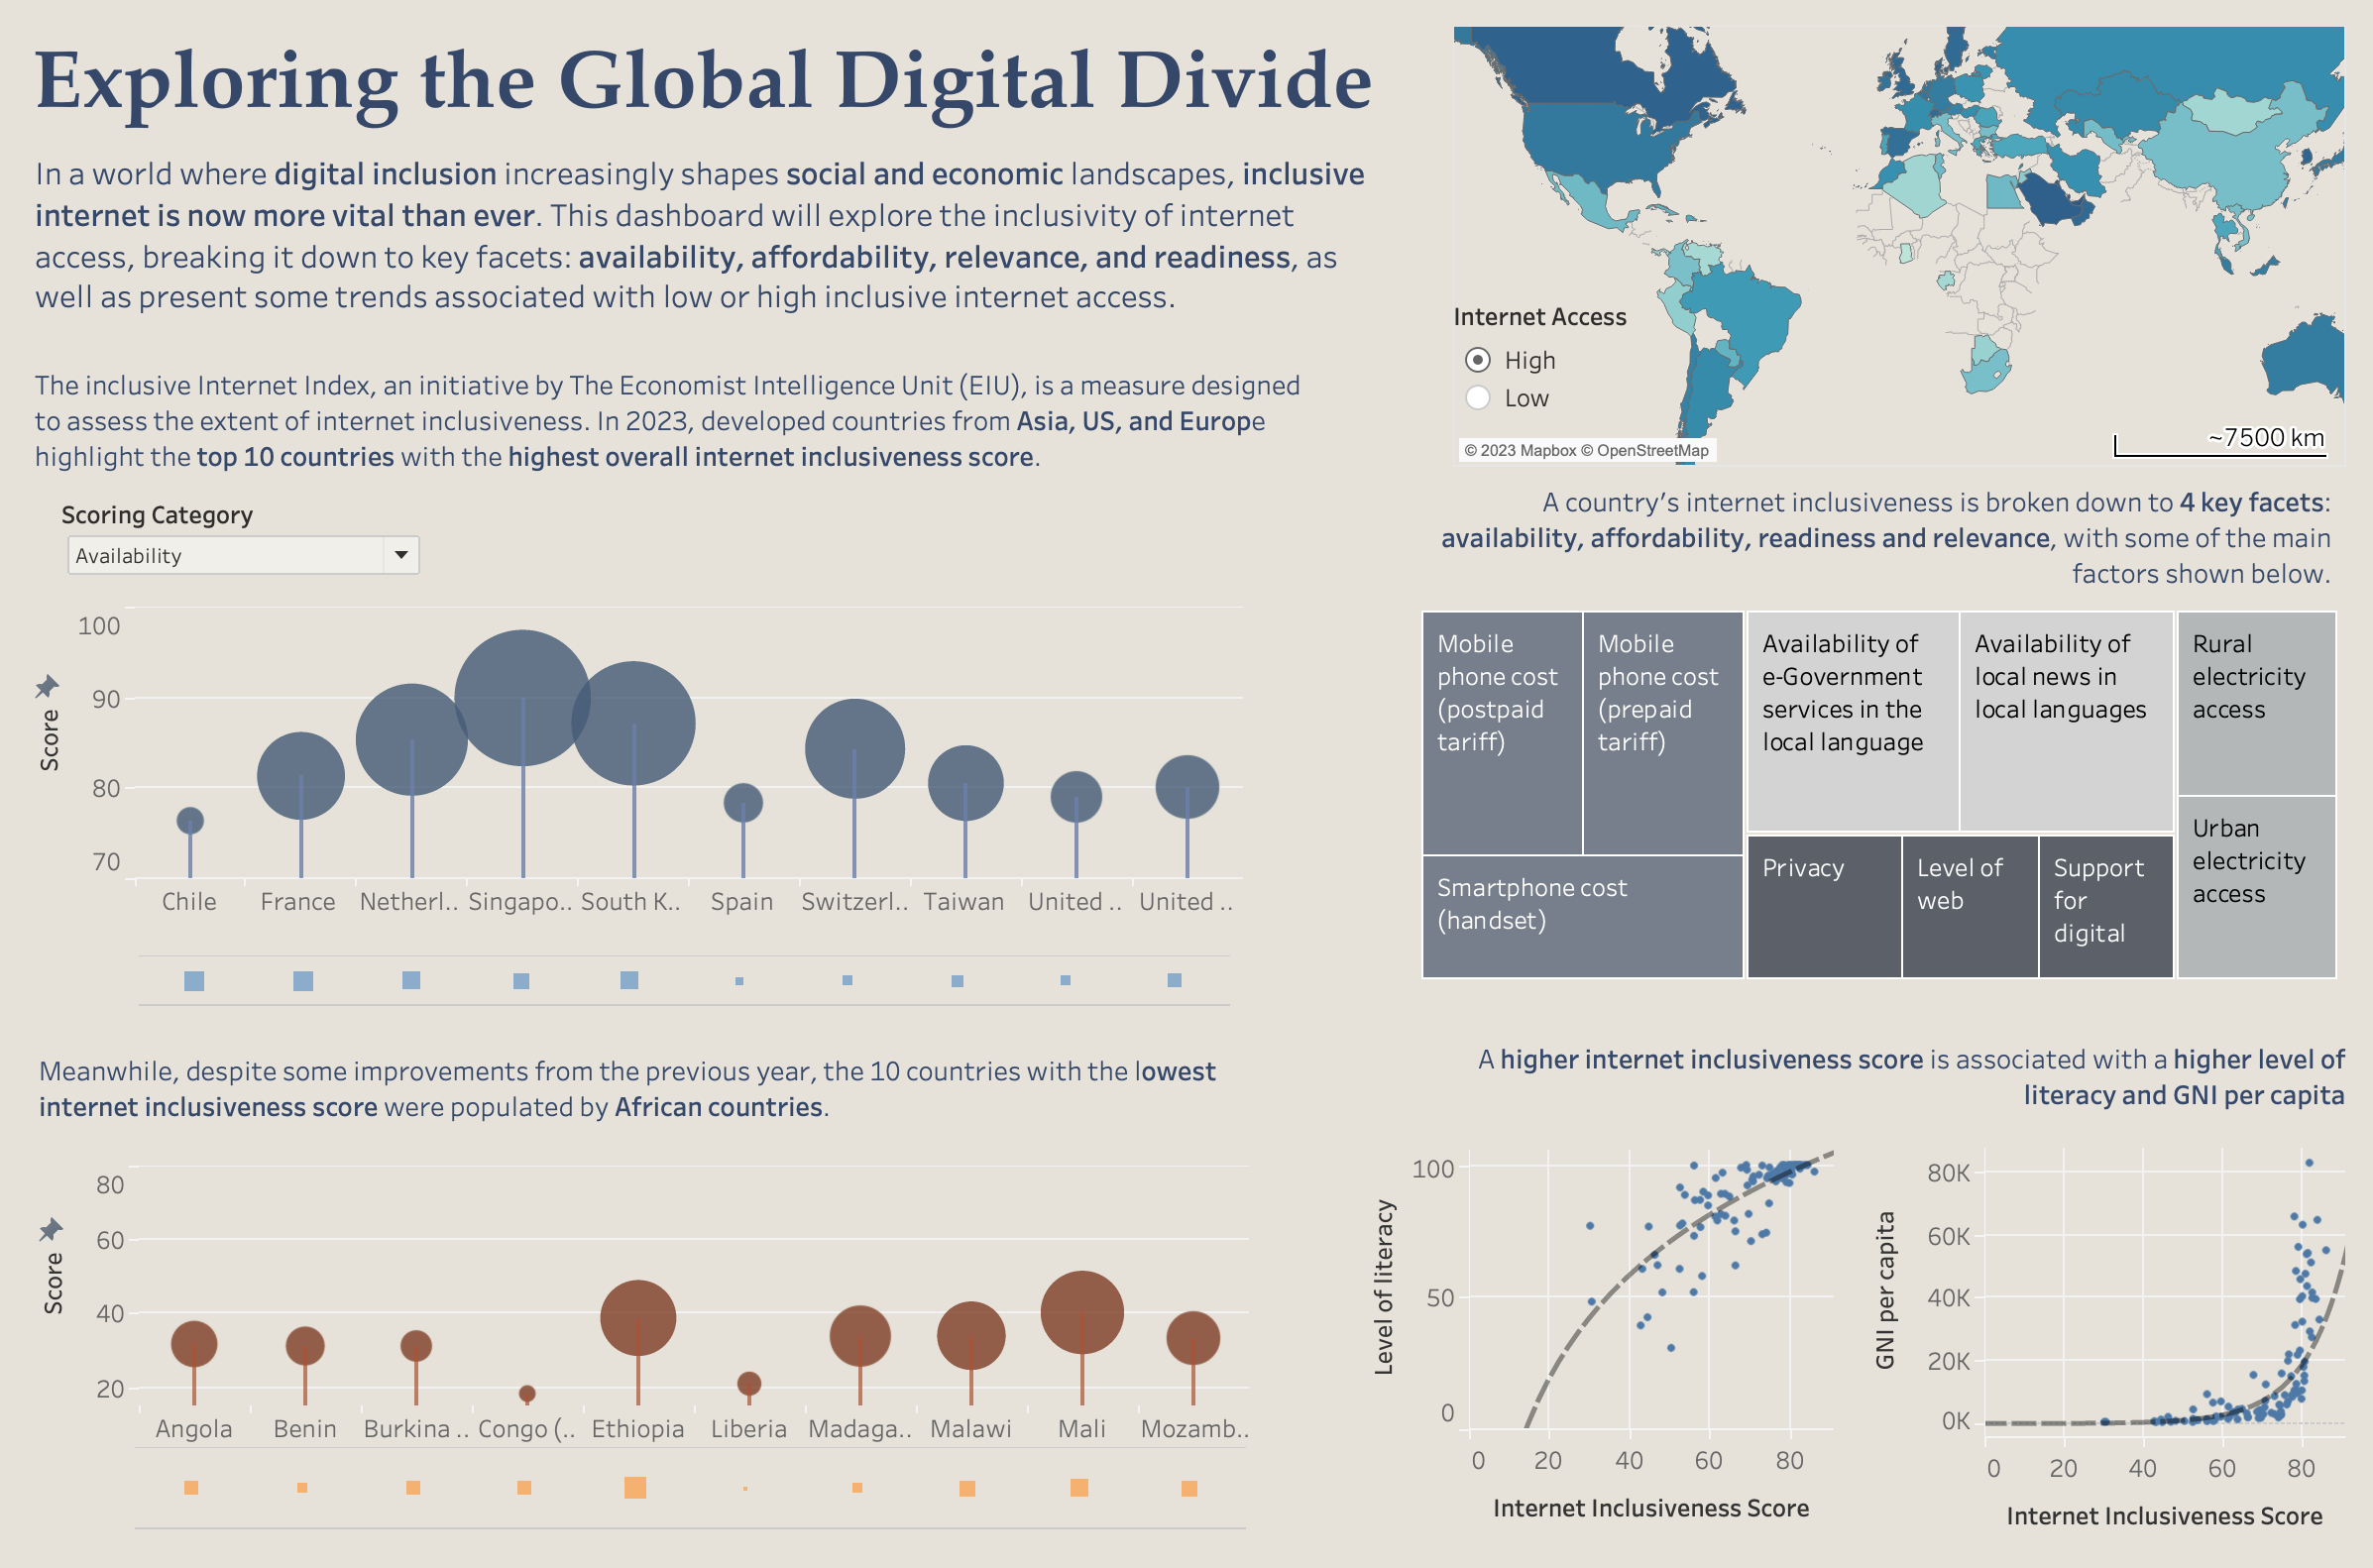 Exploring the Global Digital Divide
In a world where digital inclusion increasingly shapes social and economic landscapes, inclusive
internet is now more vital than ever. This dashboard will explore the inclusivity of internet
access, breaking it down to key facets: availability, affordability, relevance, and readiness, as
well as present some trends associated with low or high inclusive internet access.
The inclusive Internet Index, an initiative by The Economist Intelligence Unit (EIU), is a measure designed
to assess the extent of internet inclusiveness. In 2023, developed countries from Asia, US, and Europe
highlight the top 10 countries with the highest overall internet inclusiveness score.
Scoring Category
Availability
100
90
80
70
Score
Chile France Netherl.. Singapo.. South K.. Spain Switzerl.. Taiwan United .. United ..
Meanwhile, despite some improvements from the previous year, the 10 countries with the lowest
internet inclusiveness score were populated by African countries.
80
60
40
20
Score
Angola Benin Burkina .. Congo (.. Ethiopia Liberia Madaga.. Malawi Mali Mozamb..
Internet Access
High
Low
© 2023 Mapbox © OpenStreetMap
~7500 km
A country's internet inclusiveness is broken down to 4 key facets:
availability, affordability, readiness and relevance, with some of the main
factors shown below.
Mobile
phone cost
(postpaid
tariff)
Mobile
phone cost
(prepaid
tariff)
Smartphone cost
(handset)
Availability of
e-Government
services in the
local language
Availability of
local news in
local languages
Privacy
Level of
web
Support
for
digital
Rural
electricity
access
Urban
electricity
access
A higher internet inclusiveness score is associated with a higher level of
literacy and GNI per capita
Level of literacy
100
50
0
0 20 40 60 80
Internet Inclusiveness Score
GNI per capita
80K
60K
40K
20K
0K
0 20 40 60 80
Internet Inclusiveness Score